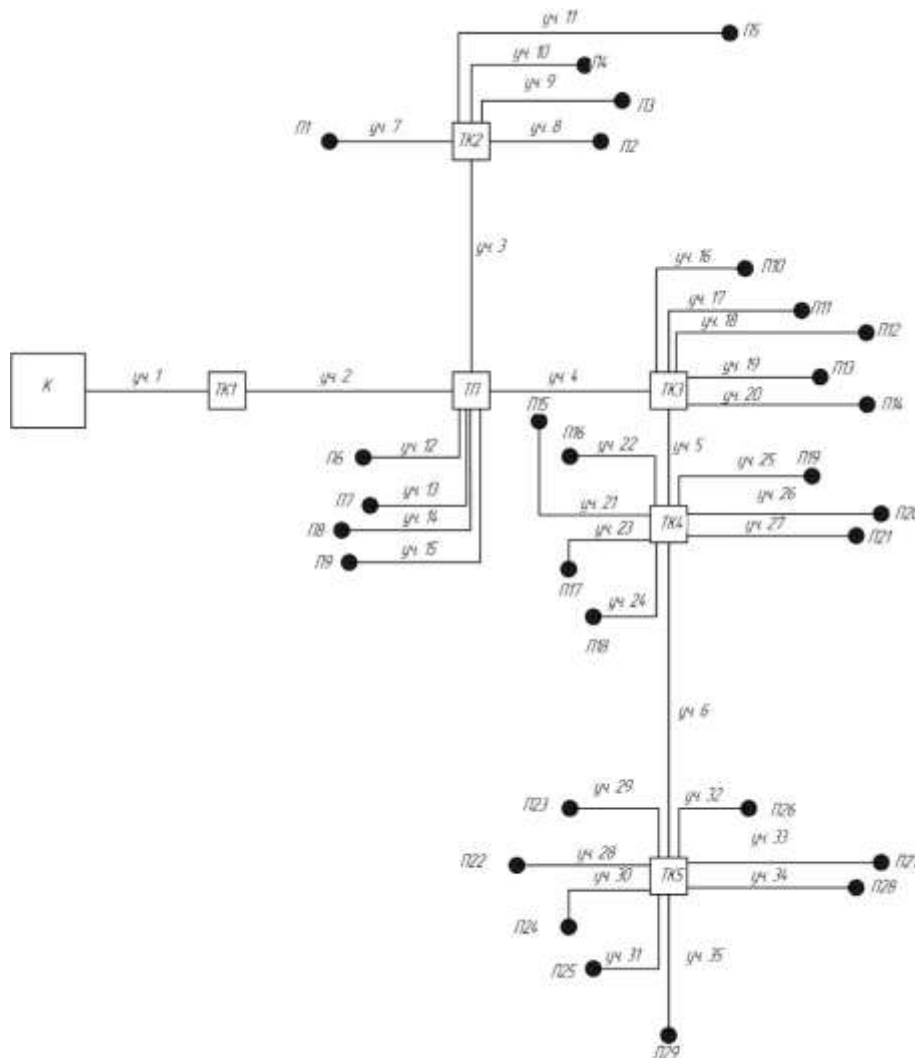 уч. 11
П5
уч. 10
П4
уч. 9
П3
П1
уч. 7
ТК2
уч. 8
П2
уч. 3
уч. 16
П10
уч. 17
П11
уч. 18
П12
К
уч. 1
ТК1
уч. 2
ТП
уч. 4
ТК3
уч. 19
П13
уч. 20
П14
П15
уч. 12
П6
П16
уч. 22
уч. 5
уч. 25
П19
уч. 13
П7
уч. 14
П8
уч. 21
ТК4
уч. 26
П20
уч. 15
П9
уч. 23
уч. 27
П21
П17
уч. 24
П18
уч. 6
уч. 29
П23
уч. 32
П26
уч. 33
П22
уч. 28
ТК5
П27
уч. 30
уч. 34
П28
П24
уч. 31
П25
уч. 35
П29